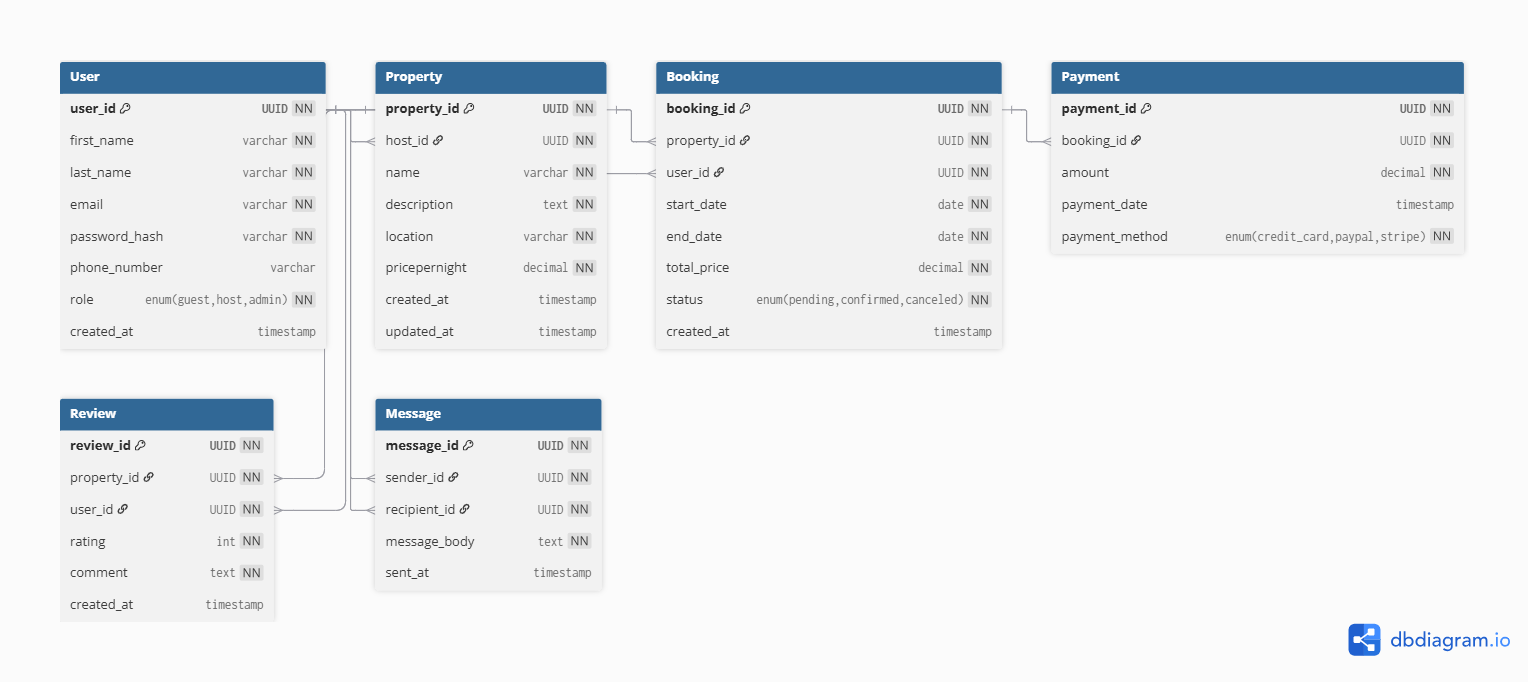 User
user_id UUID NN
first_name varchar NN
last_name varchar NN
email varchar NN
password_hash varchar NN
phone_number varchar
role enum(guest,host,admin) NN
created_at timestamp
Property
property_id UUID NN
host_id UUID NN
name varchar NN
description text NN
location varchar NN
pricepernight decimal NN
created_at timestamp
updated_at timestamp
Booking
booking_id UUID NN
property_id UUID NN
user_id UUID NN
start_date date NN
end_date date NN
total_price decimal NN
status enum(pending,confirmed,canceled) NN
created_at timestamp
Payment
payment_id UUID NN
booking_id UUID NN
amount decimal NN
payment_date timestamp
payment_method enum(credit_card,paypal,stripe) NN
Review
review_id UUID NN
property_id UUID NN
user_id UUID NN
rating int NN
comment text NN
created_at timestamp
Message
message_id UUID NN
sender_id UUID NN
recipient_id UUID NN
message_body text NN
sent_at timestamp
dbdiagram.io